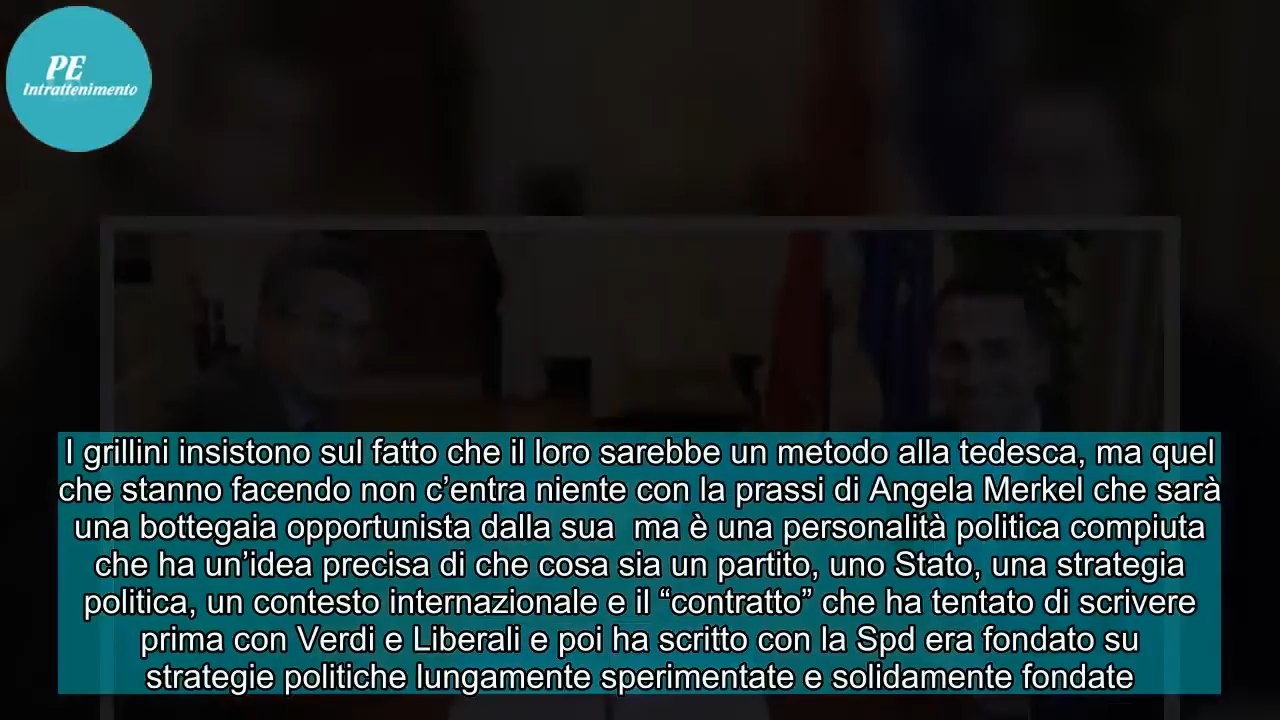 PE
Intrattenimento
I grillini insistono sul fatto che il loro sarebbe un metodo alla tedesca, ma quel
che stanno facendo non c’entra niente con la prassi di Angela Merkel che sarà
una bottegaia opportunista dalla sua  ma è una personalità politica compiuta
che ha un’idea precisa di che cosa sia un partito, uno Stato, una strategia
politica, un contesto internazionale e il “contratto” che ha tentato di scrivere
prima con Verdi e Liberali e poi ha scritto con la Spd era fondato su
strategie politiche lungamente sperimentate e solidamente fondate